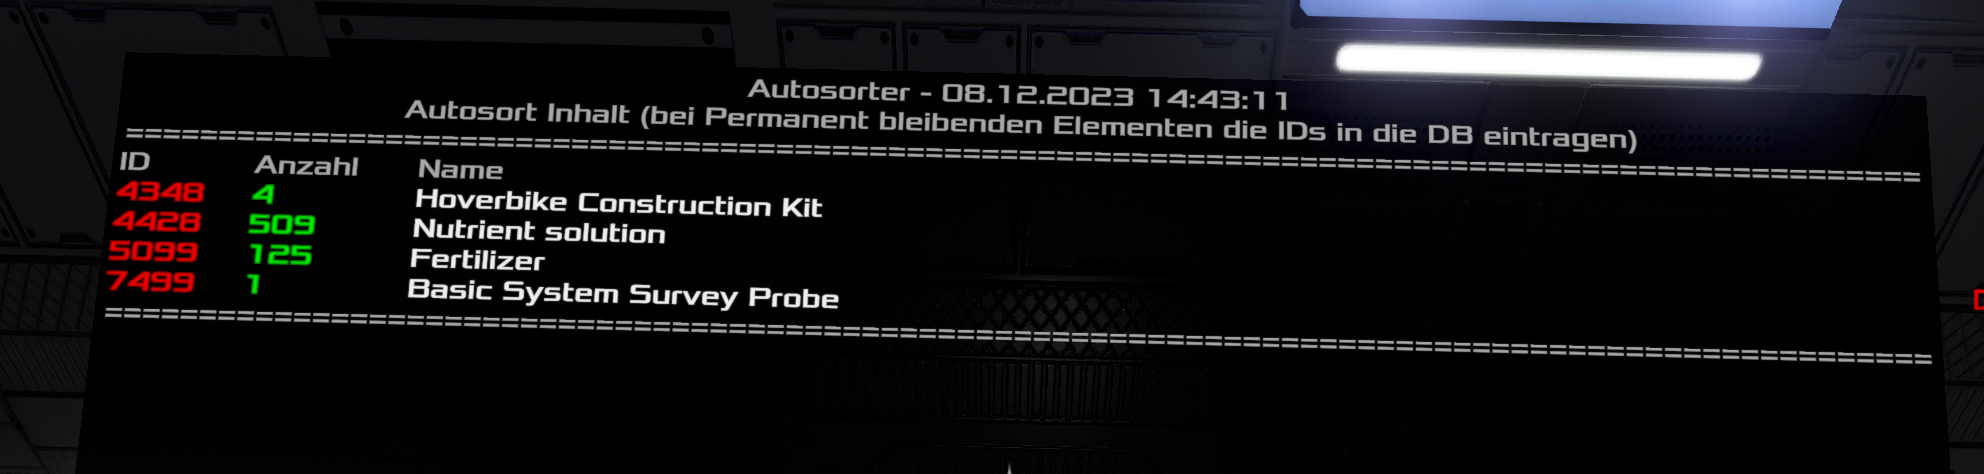 Autosorter - 08.12.2023 14:43:11
Autosort Inhalt (bei Permanent bleibenden Elementen die IDs in die DB eintragen)
ID Anzahl Name
4348 4 Hoverbike Construction Kit
4428 509 Nutrient solution
5099 125 Fertilizer
7499 1 Basic System Survey Probe